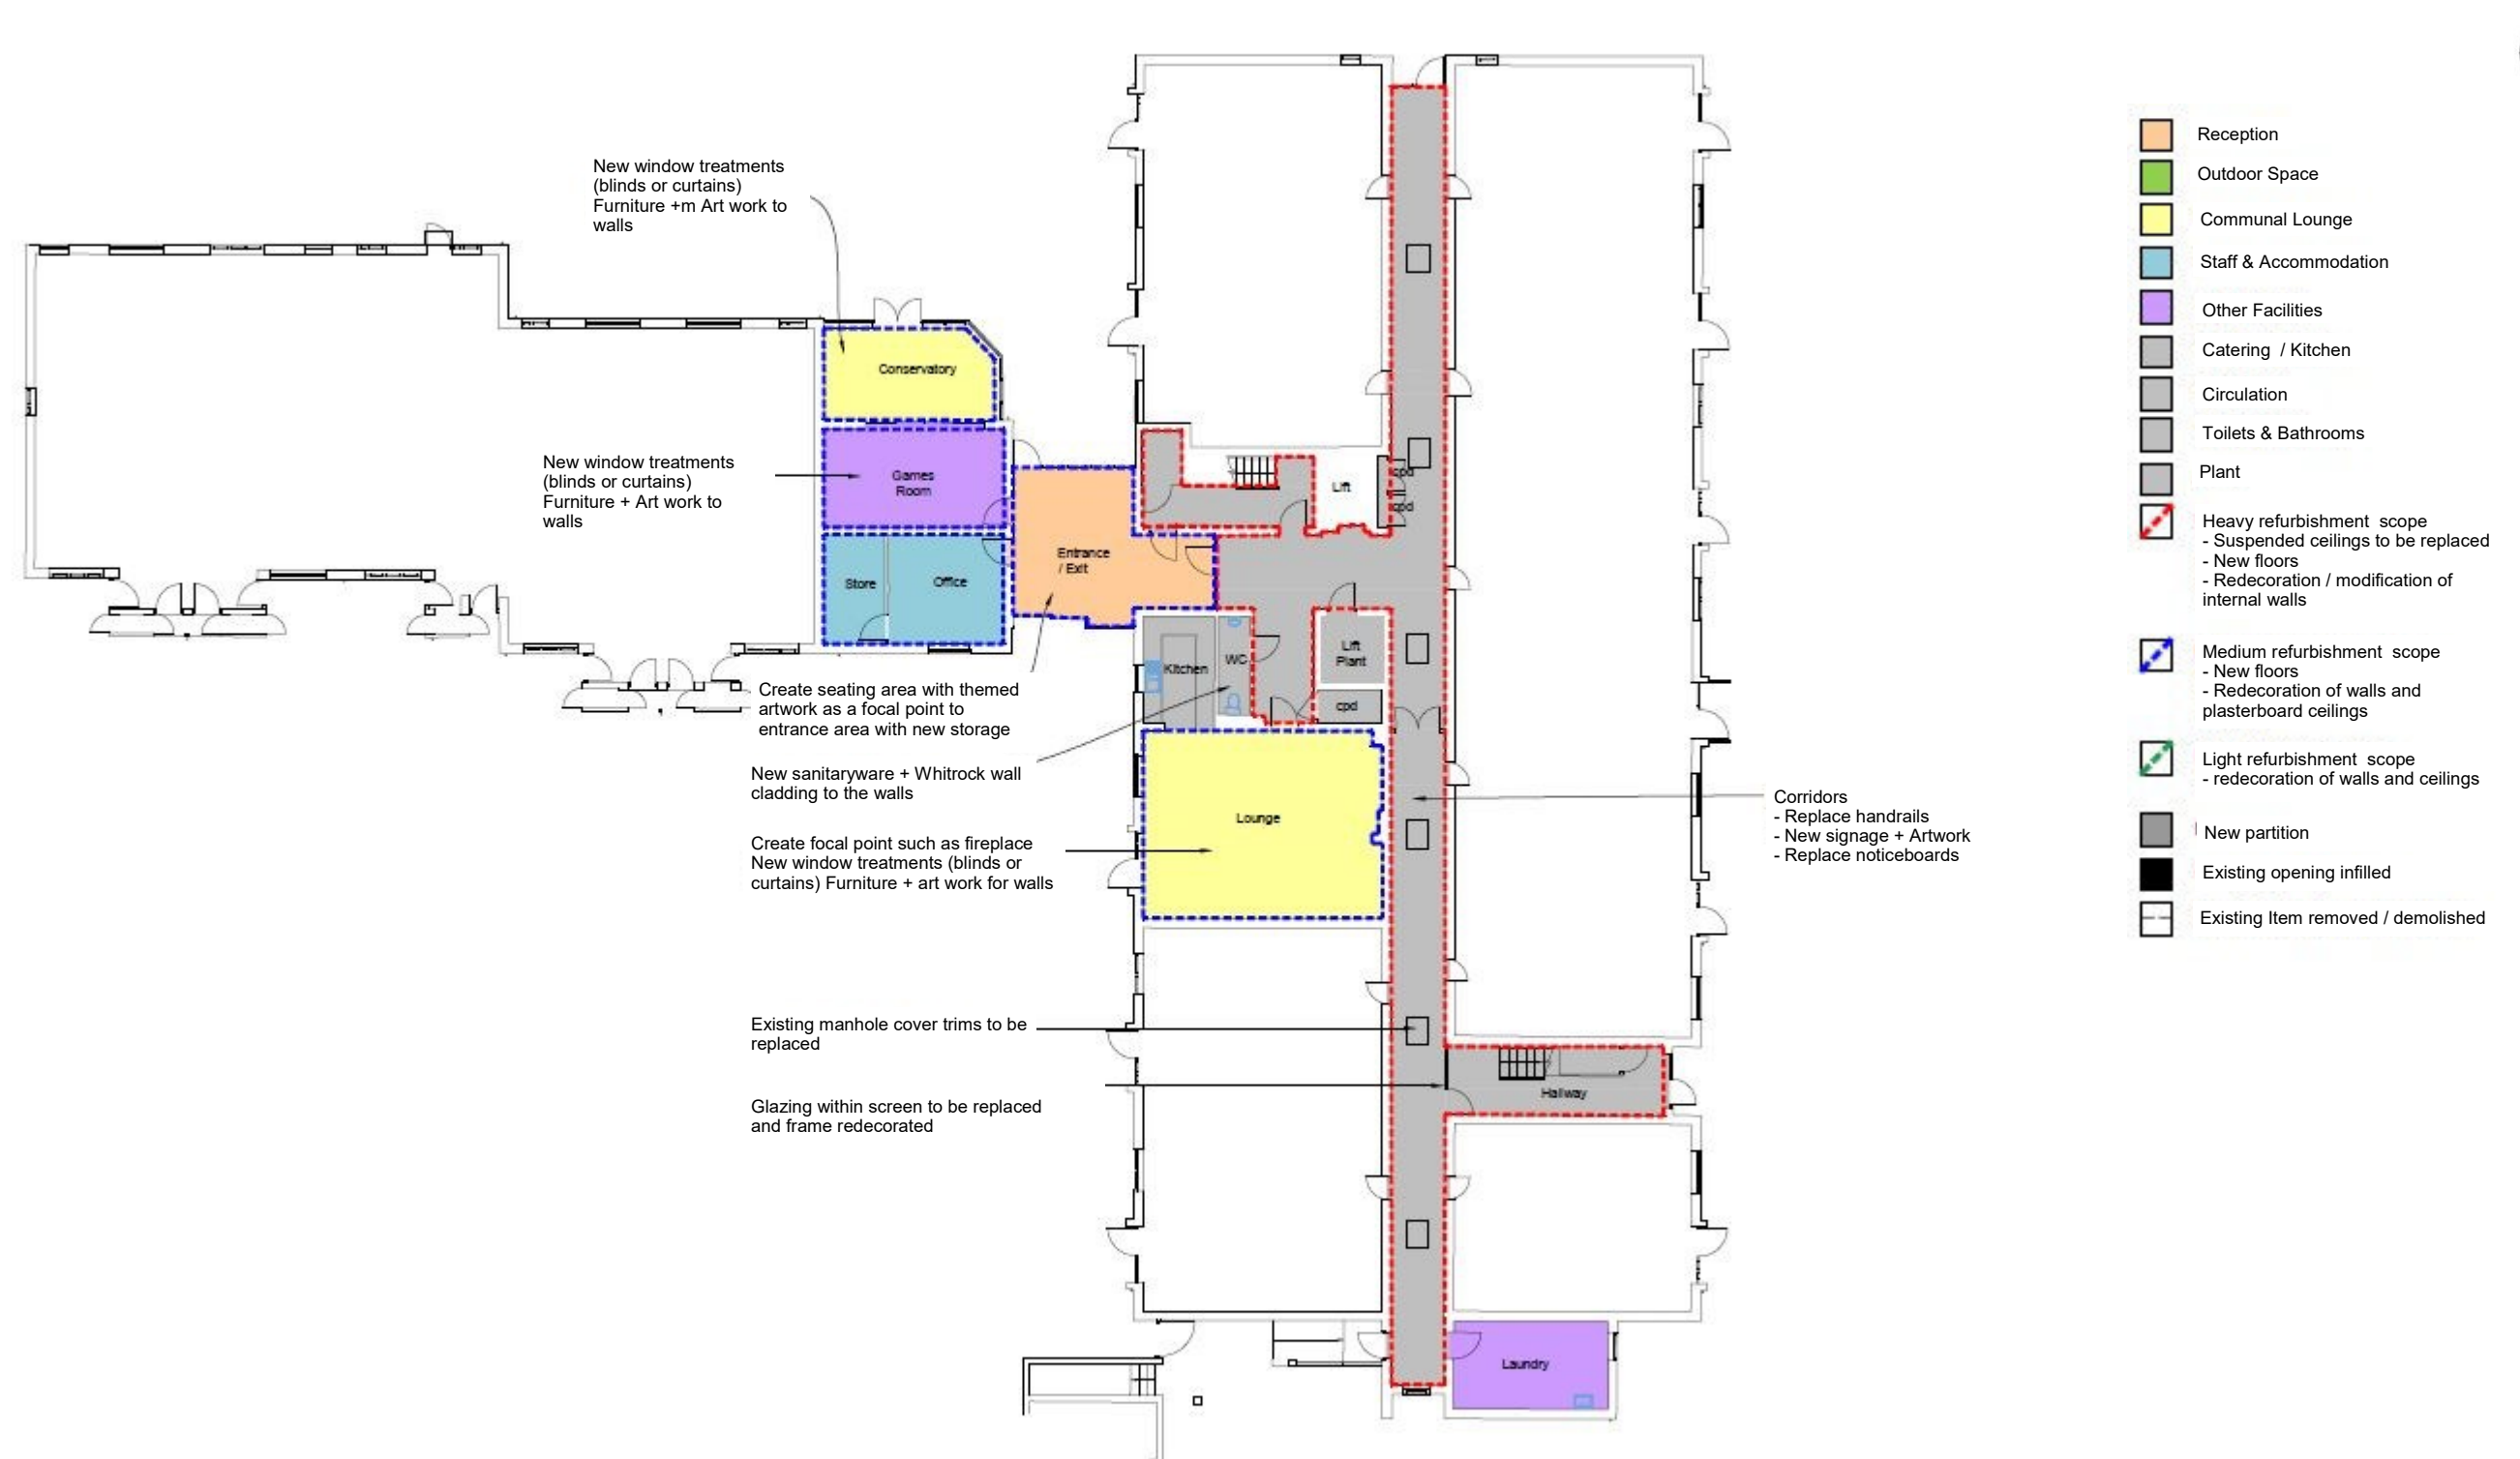 New window treatments
(blinds or curtains)
Furniture +m Art work to
walls
Conservatory
New window treatments
(blinds or curtains)
Furniture + Art work to
walls
Games
Room
Store
Office
Entrance
/ Exit
Lift
cpd
cpd
Kitchen
WC
Lift
Plant
cpd
Create seating area with themed
artwork as a focal point to
entrance area with new storage
New sanitaryware + Whitrock wall
cladding to the walls
Create focal point such as fireplace
New window treatments (blinds or
curtains) Furniture + art work for walls
Lounge
Corridors
- Replace handrails
- New signage + Artwork
- Replace noticeboards
Existing manhole cover trims to be
replaced
Glazing within screen to be replaced
and frame redecorated
Hallway
Laundry
Reception
Outdoor Space
Communal Lounge
Staff & Accommodation
Other Facilities
Catering / Kitchen
Circulation
Toilets & Bathrooms
Plant
Heavy refurbishment scope
- Suspended ceilings to be replaced
- New floors
- Redecoration / modification of
internal walls
Medium refurbishment scope
- New floors
- Redecoration of walls and
plasterboard ceilings
Light refurbishment scope
- redecoration of walls and ceilings
New partition
Existing opening infilled
Existing Item removed / demolished